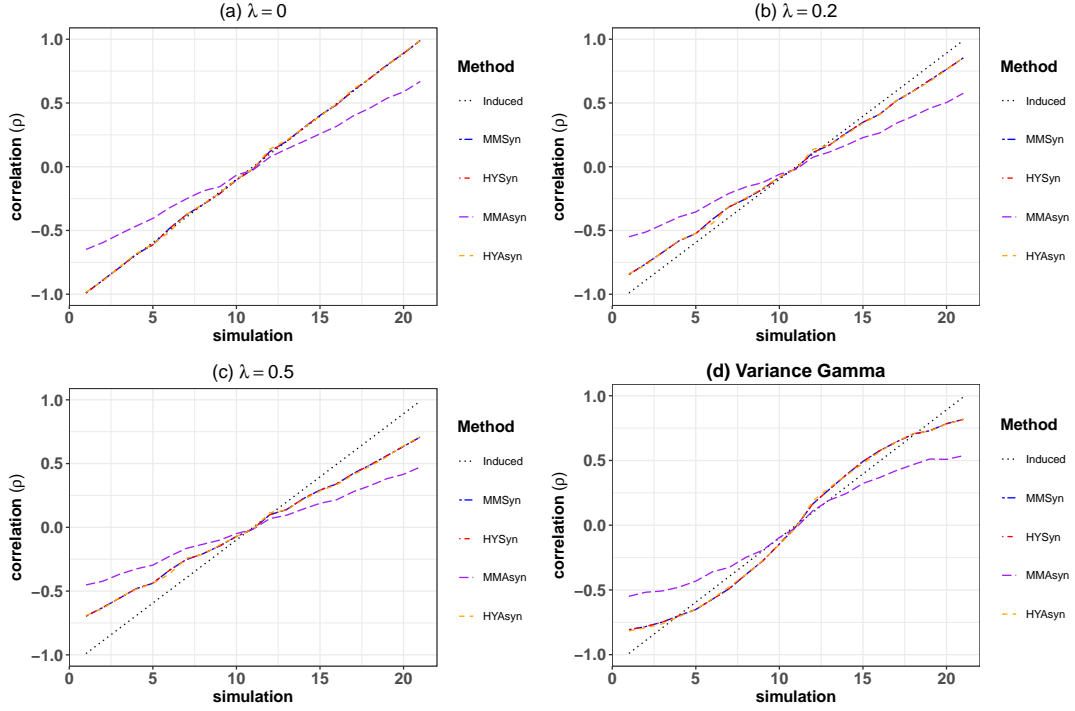 (a) λ = 0
correlation (ρ)
1.0
0.5
0.0
−0.5
−1.0
0 5 10 15 20
simulation
Method
Induced
MMSyn
HYSyn
MMAsyn
HYAsyn
(b) λ = 0.2
correlation (ρ)
1.0
0.5
0.0
−0.5
−1.0
0 5 10 15 20
simulation
Method
Induced
MMSyn
HYSyn
MMAsyn
HYAsyn
(c) λ = 0.5
correlation (ρ)
1.0
0.5
0.0
−0.5
−1.0
0 5 10 15 20
simulation
Method
Induced
MMSyn
HYSyn
MMAsyn
HYAsyn
(d) Variance Gamma
correlation (ρ)
1.0
0.5
0.0
−0.5
−1.0
0 5 10 15 20
simulation
Method
Induced
MMSyn
HYSyn
MMAsyn
HYAsyn